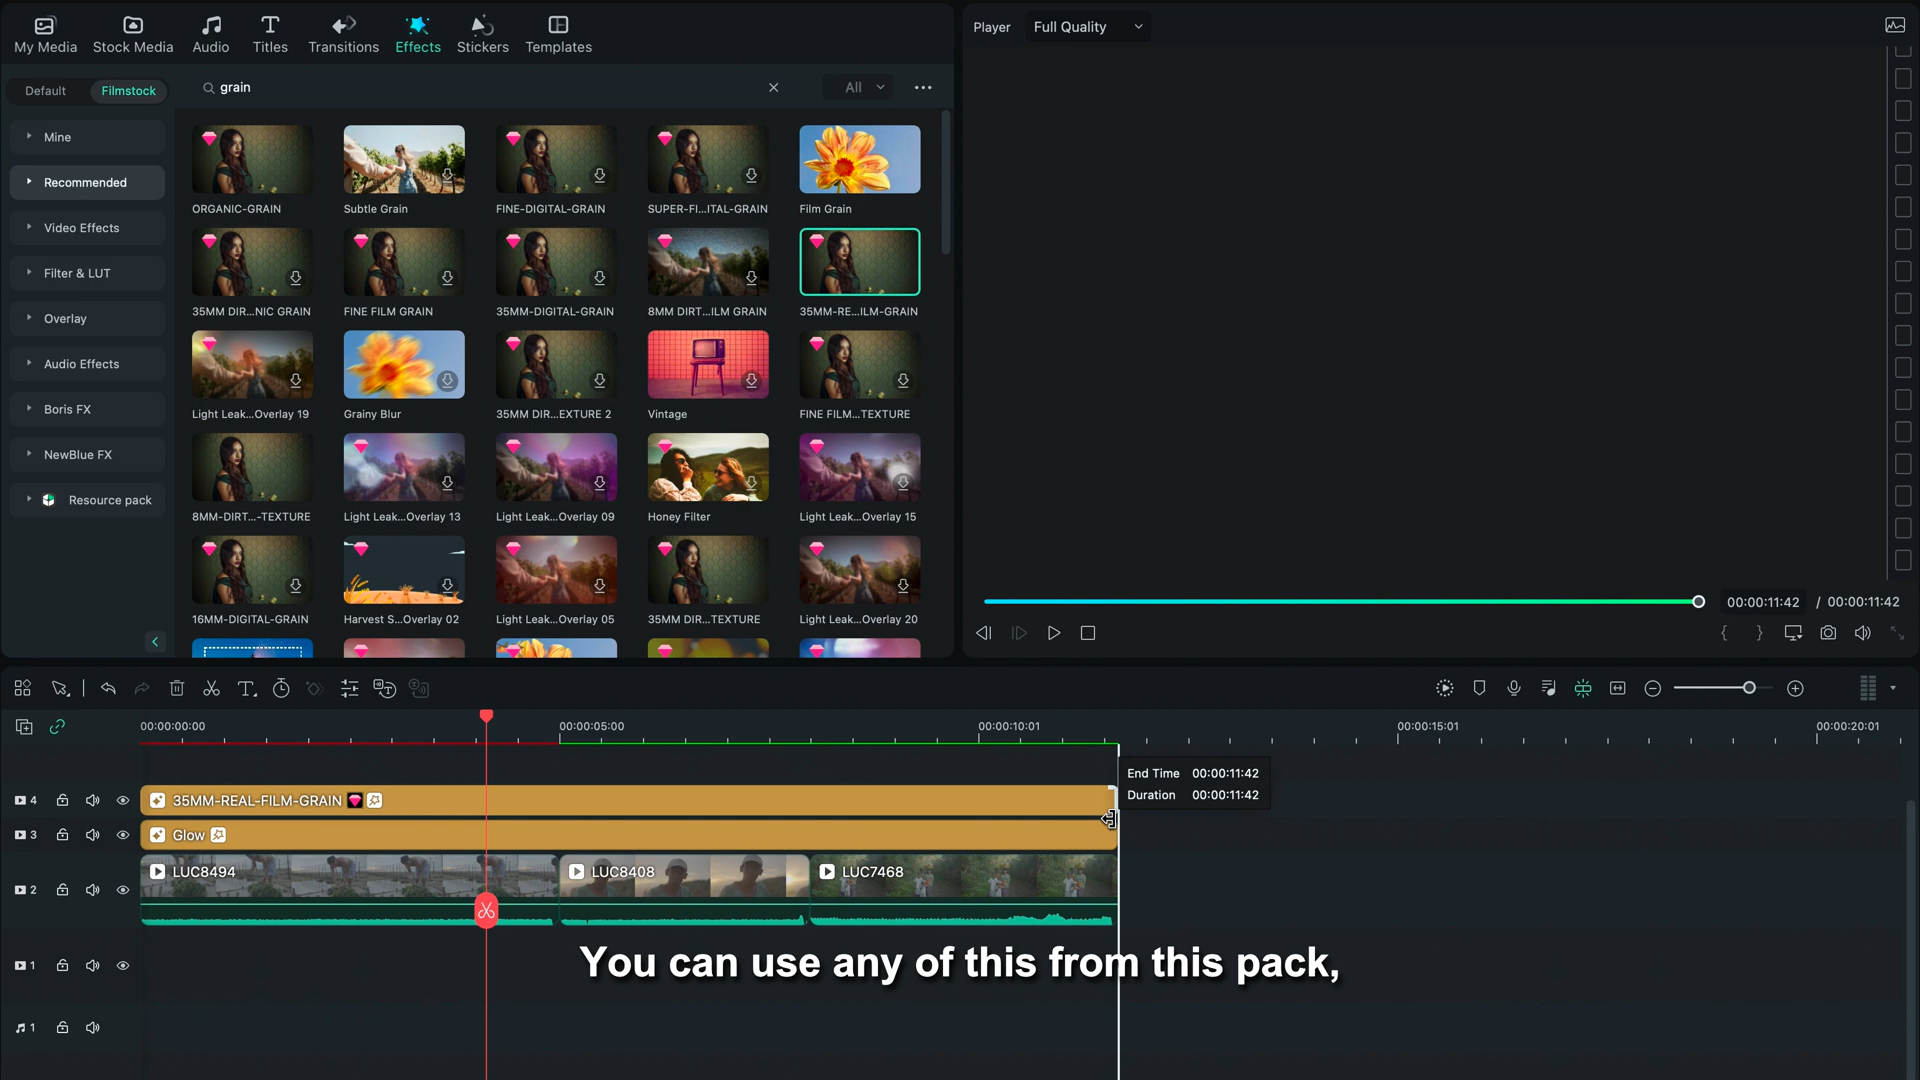 My Media Stock Media Audio Titles Transitions Effects Stickers Templates
Player Full Quality
Default Filmstock
grain
All
Mine
Recommended
Video Effects
Filter & LUT
Overlay
Audio Effects
Boris FX
NewBlue FX
Resource pack
ORGANIC-GRAIN Subtle Grain FINE-DIGITAL-GRAIN SUPER-FI...ITAL-GRAIN Film Grain
35MM DIR...NIC GRAIN FINE FILM GRAIN 35MM-DIGITAL-GRAIN 8MM DIRT...ILM GRAIN 35MM-RE...ILM-GRAIN
Light Leak...Overlay 19 Grainy Blur 35MM DIR...EXTURE 2 Vintage FINE FILM...TEXTURE
8MM-DIRT...-TEXTURE Light Leak...Overlay 13 Light Leak...Overlay 09 Honey Filter Light Leak...Overlay 15
16MM-DIGITAL-GRAIN Harvest S...Overlay 02 Light Leak...Overlay 05 35MM DIR...TEXTURE Light Leak...Overlay 20
00:00:11:42 / 00:00:11:42
00:00:00:00 00:00:05:00 00:00:10:01 00:00:15:01 00:00:20:01
End Time 00:00:11:42
Duration 00:00:11:42
4 35MM-REAL-FILM-GRAIN
3 Glow
2 LUC8494 LUC8408 LUC7468
You can use any of this from this pack,
1
1